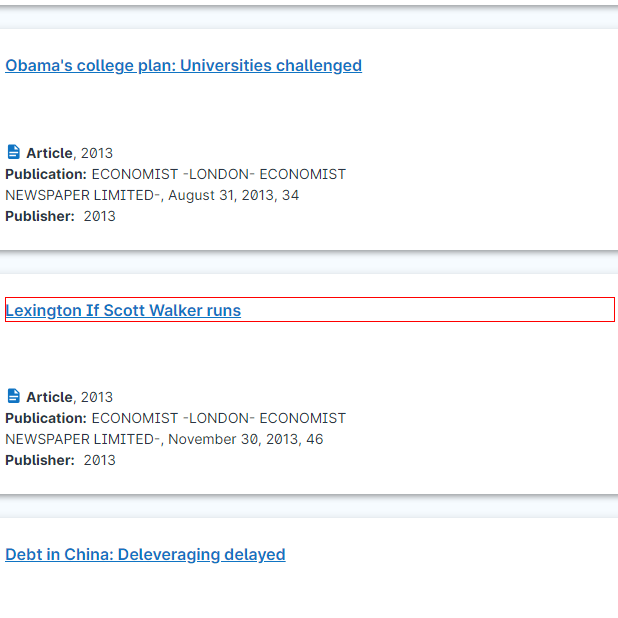 Obama's college plan: Universities challenged
Article, 2013
Publication: ECONOMIST -LONDON- ECONOMIST
NEWSPAPER LIMITED-, August 31, 2013, 34
Publisher: 2013
Lexington If Scott Walker runs
Article, 2013
Publication: ECONOMIST -LONDON- ECONOMIST
NEWSPAPER LIMITED-, November 30, 2013, 46
Publisher: 2013
Debt in China: Deleveraging delayed